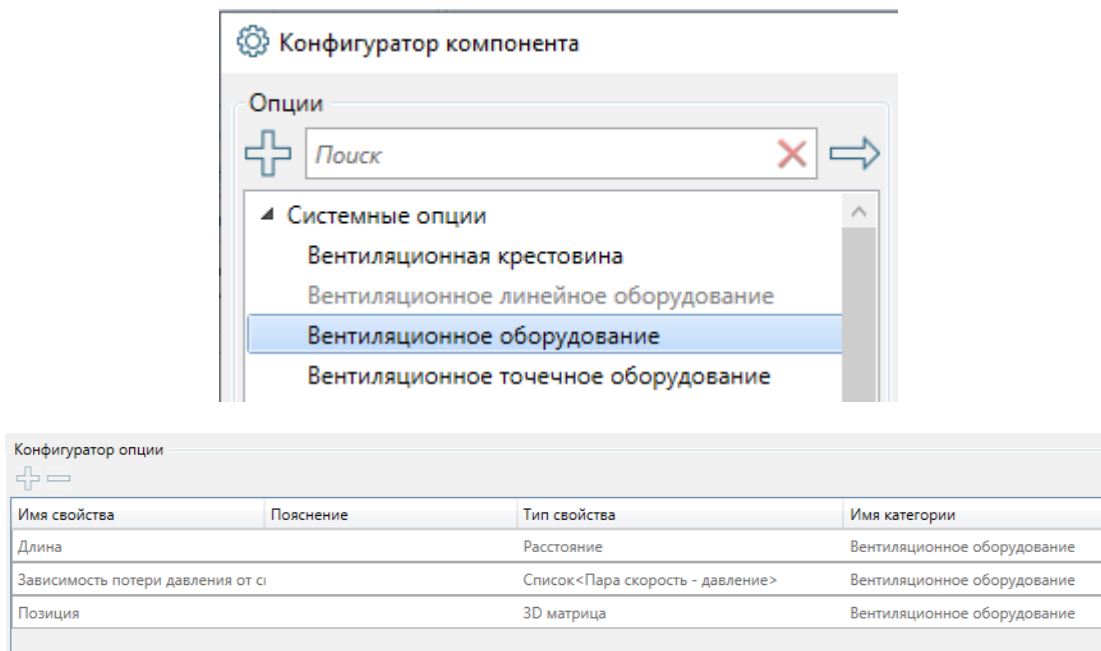 Конфигуратор компонента
Опции
Поиск
Системные опции
Вентиляционная крестовина
Вентиляционное линейное оборудование
Вентиляционное оборудование
Вентиляционное точечное оборудование
Конфигуратор опции
Имя свойства Пояснение Тип свойства Имя категории
Длина Расстояние Вентиляционное оборудование
Зависимость потери давления от Список<Пара скорость - давление> Вентиляционное оборудование
Позиция 3D матрица Вентиляционное оборудование